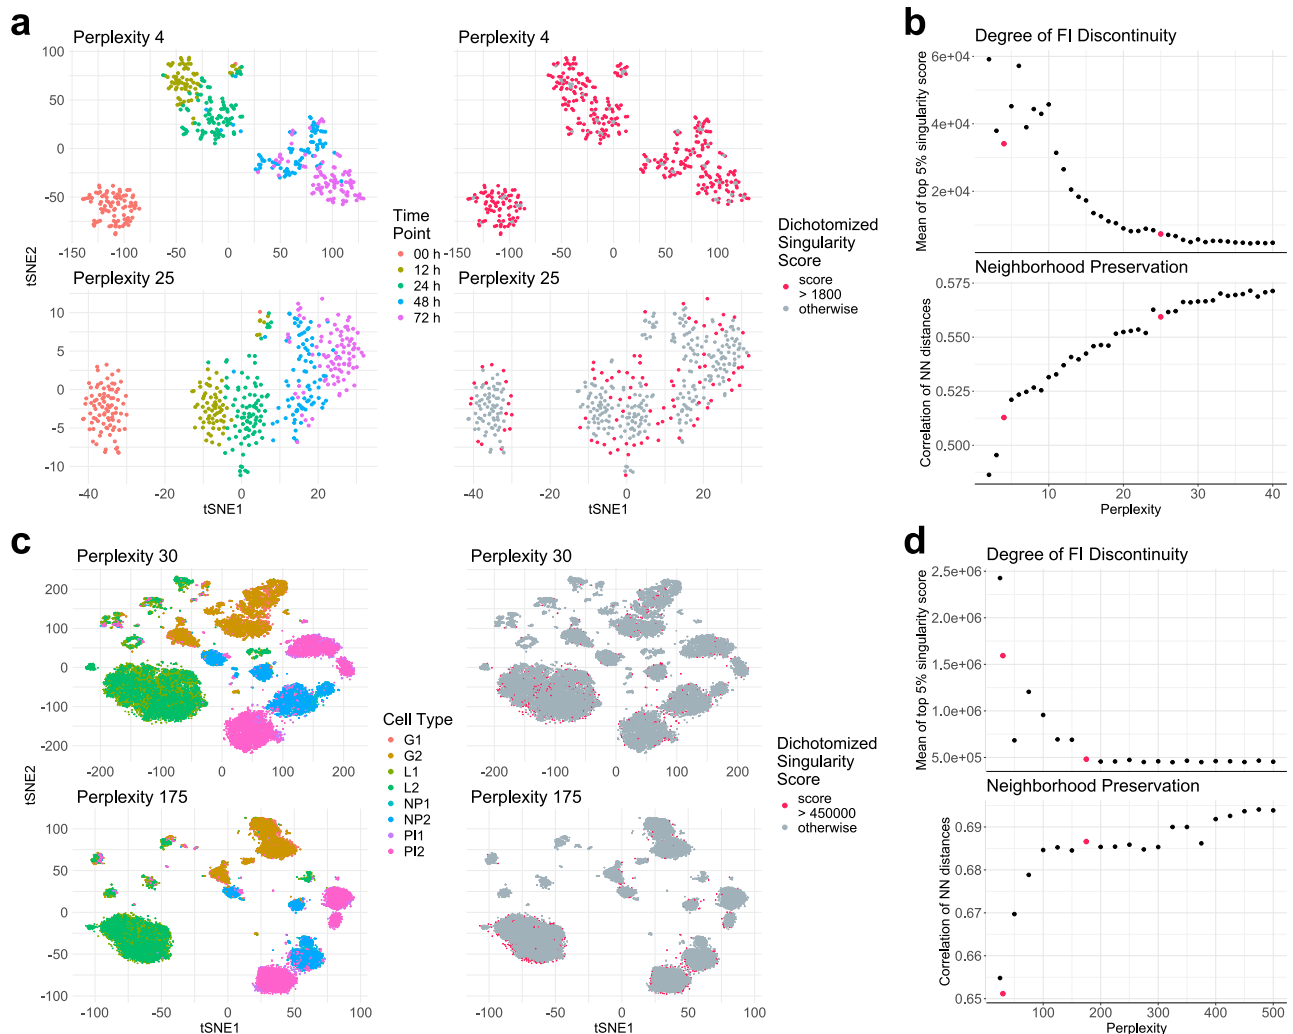 a
Perplexity 4
100
50
0
-50
-150
-100
-50
0
50
100
Perplexity 25
10
5
0
-5
-10
-40
-20
0
20
tSNE1
tSNE2
Time
Point
00 h
12 h
24 h
48 h
72 h
Perplexity 4
-150
-100
-50
0
50
100
Perplexity 25
-40
-20
0
20
tSNE1
Dichotomized
Singularity
Score
score
> 1800
otherwise
b
Degree of FI Discontinuity
Mean of top 5% singularity score
6e+04
4e+04
2e+04
Neighborhood Preservation
Correlation of NN distances
0.575
0.550
0.525
0.500
10
20
30
40
Perplexity
c
Perplexity 30
200
100
0
-100
-200
-200
-100
0
100
200
Perplexity 175
100
50
0
-50
-100
-100
-50
0
25
75
tSNE1
tSNE2
Cell Type
G1
G2
L1
L2
NP1
NP2
PI1
PI2
Perplexity 30
-200
-100
0
100
200
Perplexity 175
-100
-50
0
25
75
tSNE1
Dichotomized
Singularity
Score
score
> 450000
otherwise
d
Degree of FI Discontinuity
Mean of top 5% singularity score
2.5e+06
2.0e+06
1.5e+06
1.0e+06
5.0e+05
Neighborhood Preservation
Correlation of NN distances
0.69
0.68
0.67
0.66
0.65
100
200
300
400
500
Perplexity